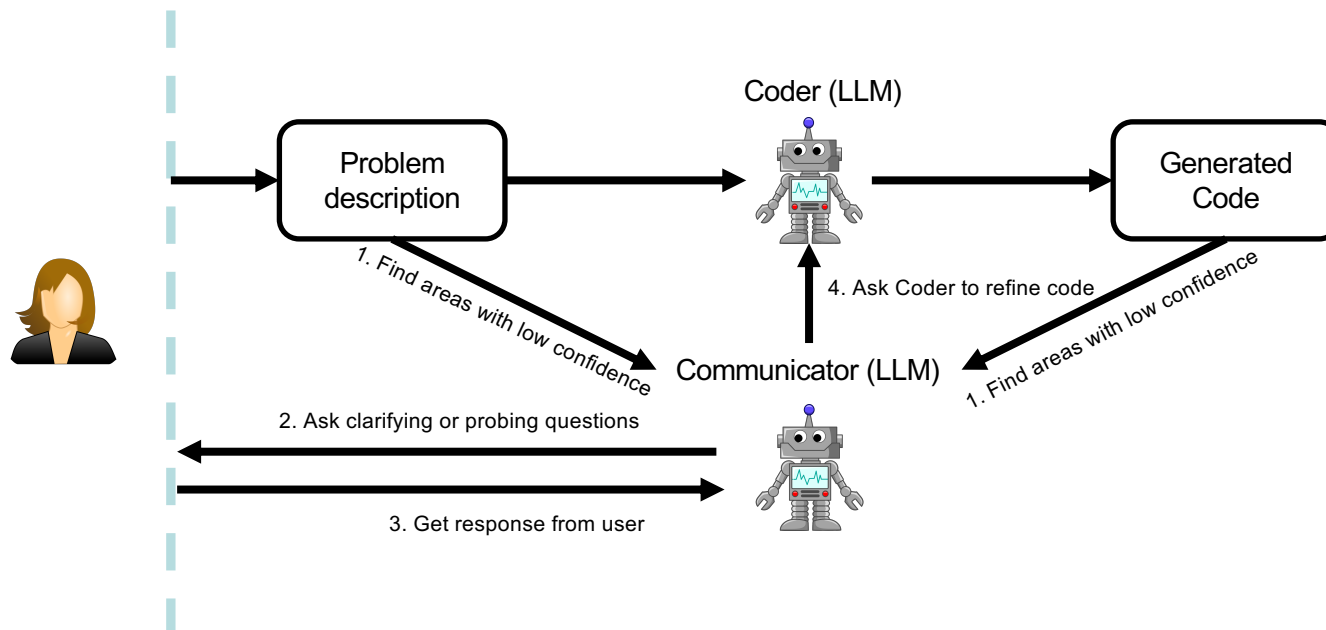 Coder (LLM)
Problem
description
Generated
Code
1. Find areas with low confidence
4. Ask Coder to refine code
1. Find areas with low confidence
Communicator (LLM)
2. Ask clarifying or probing questions
3. Get response from user